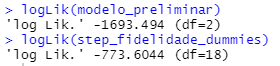 > logLik(modelo_preliminar)
'log Lik.' -1693.494 (df=2)
> logLik(step_fidelidade_dummies)
'log Lik.' -773.6044 (df=18)